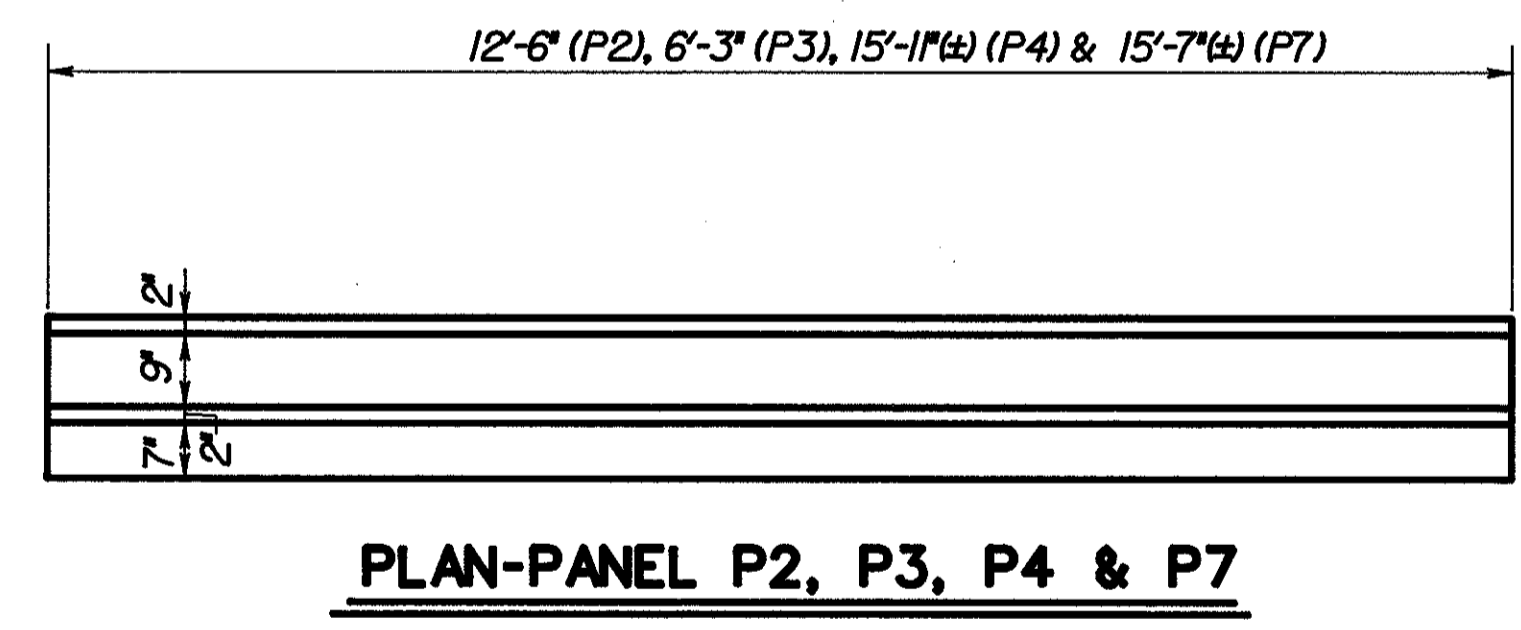 12'-6" (P2), 6'-3" (P3), 15'-11"(±) (P4) & 15'-7"(±) (P7)
2"
9"
7"
2"
PLAN-PANEL P2, P3, P4 & P7